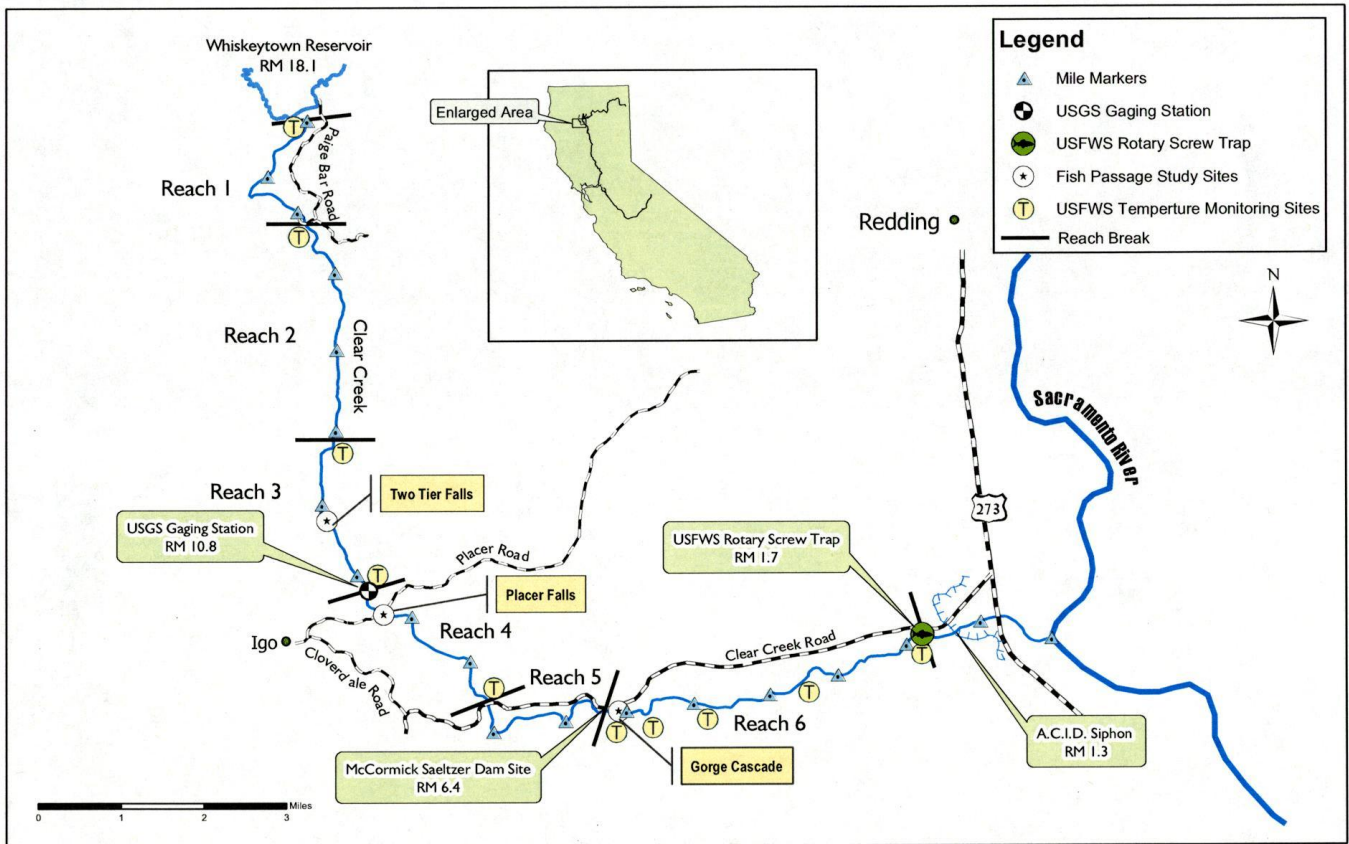 Whiskeytown Reservoir
RM 18.1
Paige Bar Road
Reach 1
Reach 2
Clear Creek
Reach 3
Two Tier Falls
USGS Gaging Station
RM 10.8
Placer Road
Placer Falls
Igo
Cloverdale Road
Reach 4
Reach 5
McCormick Saeltzer Dam Site
RM 6.4
Gorge Cascade
Clear Creek Road
Reach 6
USFWS Rotary Screw Trap
RM 1.7
A.C.I.D. Siphon
RM 1.3
Enlarged Area
Redding
273
Sacramento River
Legend
Mile Markers
USGS Gaging Station
USFWS Rotary Screw Trap
Fish Passage Study Sites
T
USFWS Temperture Monitoring Sites
Reach Break
N
T
T
T
T
T
T
T
T
T
T
0 1 2 3 Miles